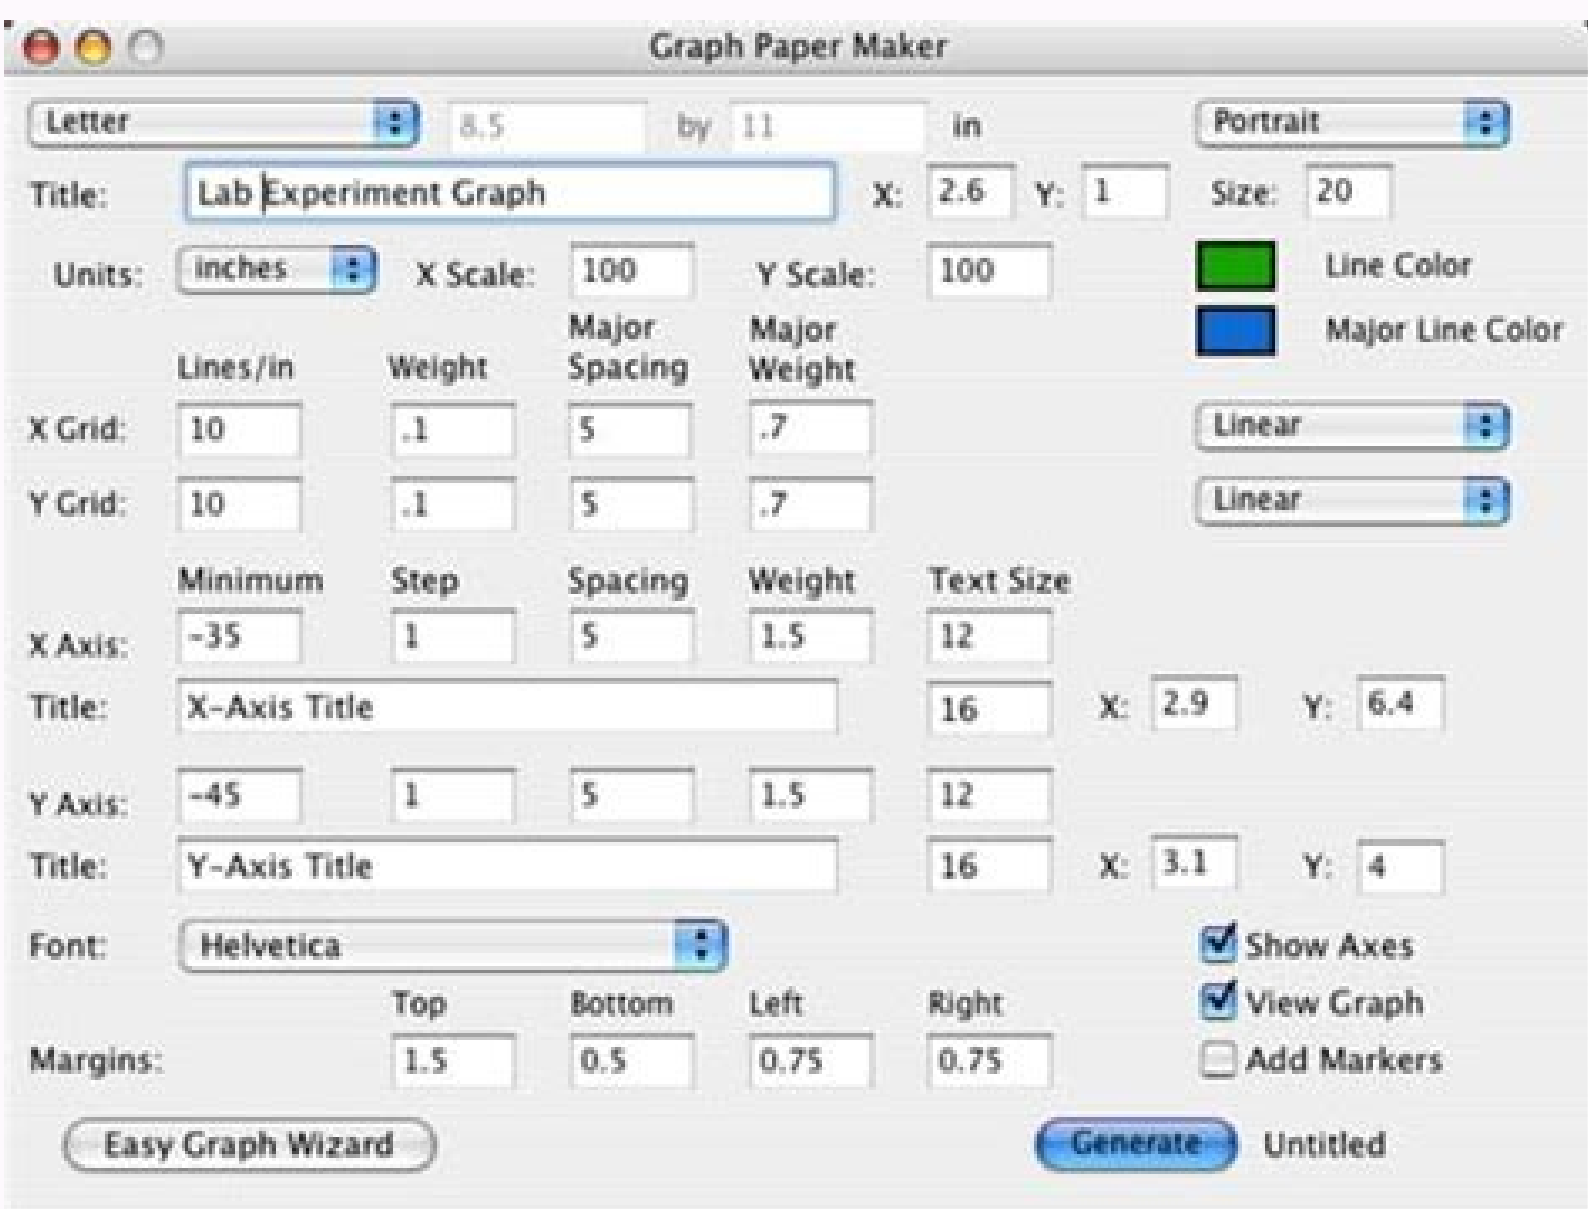 Graph Paper Maker
Letter 8.5 by 11 in Portrait
Title: Lab Experiment Graph X: 2.6 Y: 1 Size: 20
Units: inches X Scale: 100 Y Scale: 100 Line Color
Major Line Color
Lines/in Weight Major Spacing Major Weight
X Grid: 10 .1 5 .7 Linear
Y Grid: 10 .1 5 .7 Linear
Minimum Step Spacing Weight Text Size
X Axis: -35 1 5 1.5 12
Title: X-Axis Title 16 X: 2.9 Y: 6.4
Y Axis: -45 1 5 1.5 12
Title: Y-Axis Title 16 X: 3.1 Y: 4
Font: Helvetica Show Axes
Top Bottom Left Right View Graph
Margins: 1.5 0.5 0.75 0.75 Add Markers
Easy Graph Wizard Generate Untitled